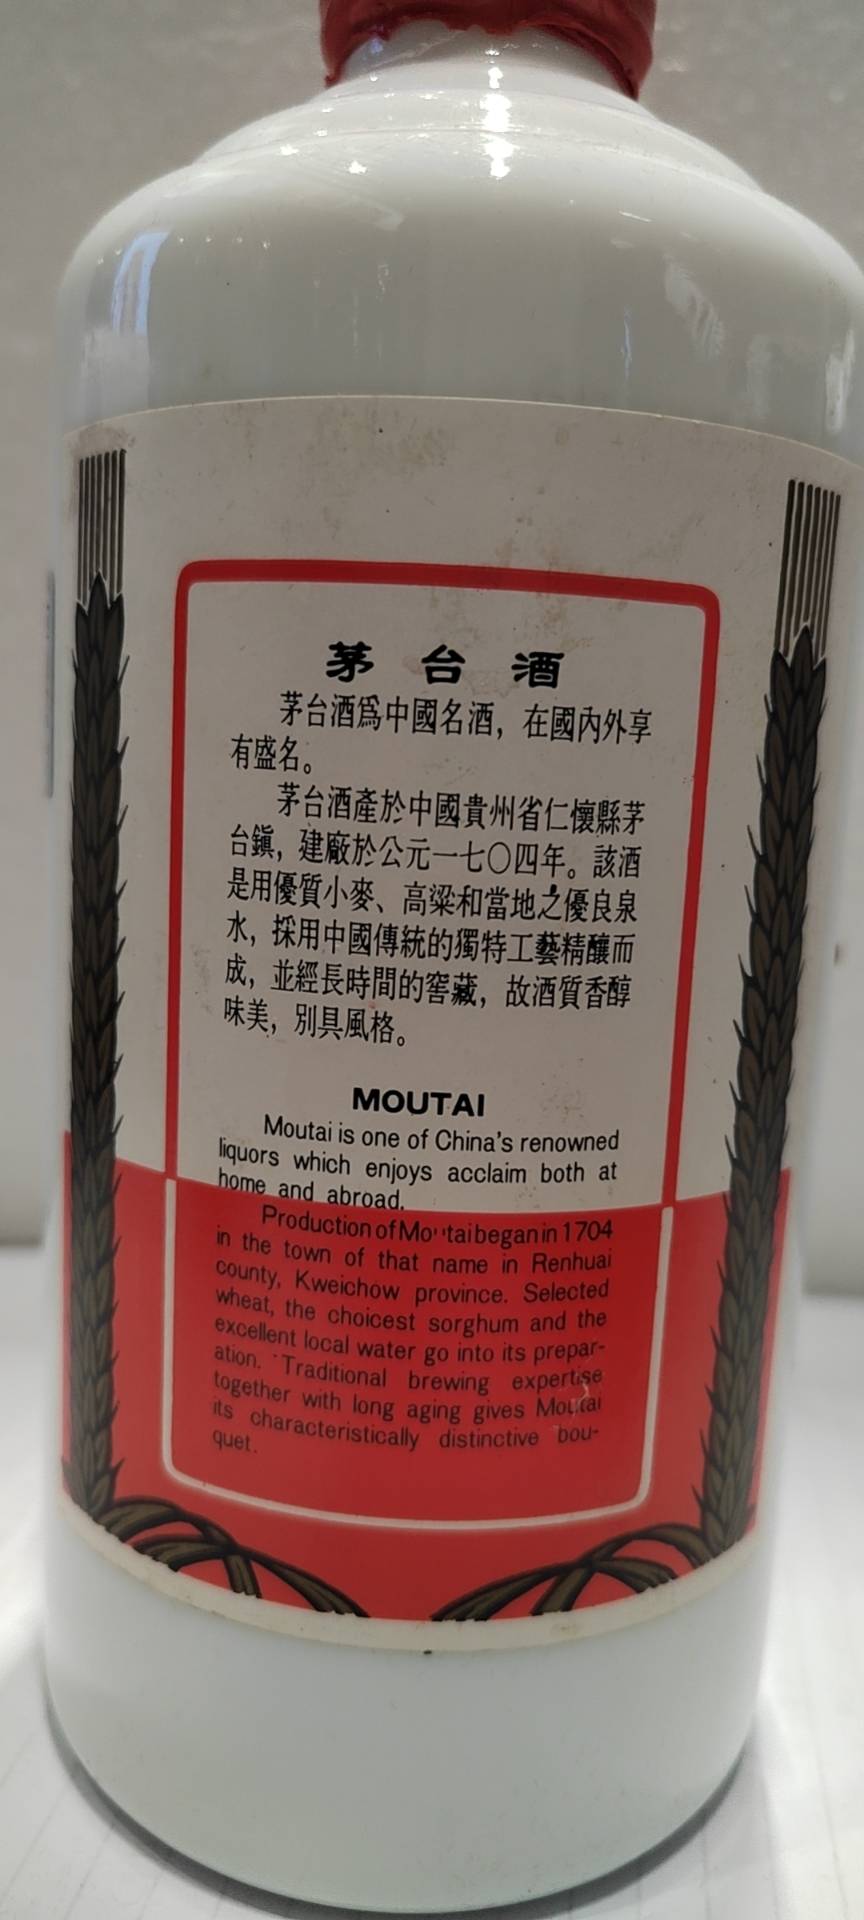 茅台酒
茅台酒爲中國名酒，在國內外享
有盛名。
茅台酒產於中國貴州省仁懷縣茅
台鎭，建廠於公元一七〇四年。該酒
是用優質小麥、高粱和當地之優良泉
水，採用中國傳統的獨特工藝精釀而
成，並經長時間的窖藏，故酒質香醇
味美，別具風格。
MOUTAI
Moutai is one of China's renowned
liquors which enjoys acclaim both at
home and abroad.
Production of Moutai began in 1704
in the town of that name in Renhuai
county, Kweichow province. Selected
wheat, the choicest sorghum and the
excellent local water go into its prepar-
ation. Traditional brewing expertise
together with long aging gives Moutai
its characteristically distinctive bou-
quet.